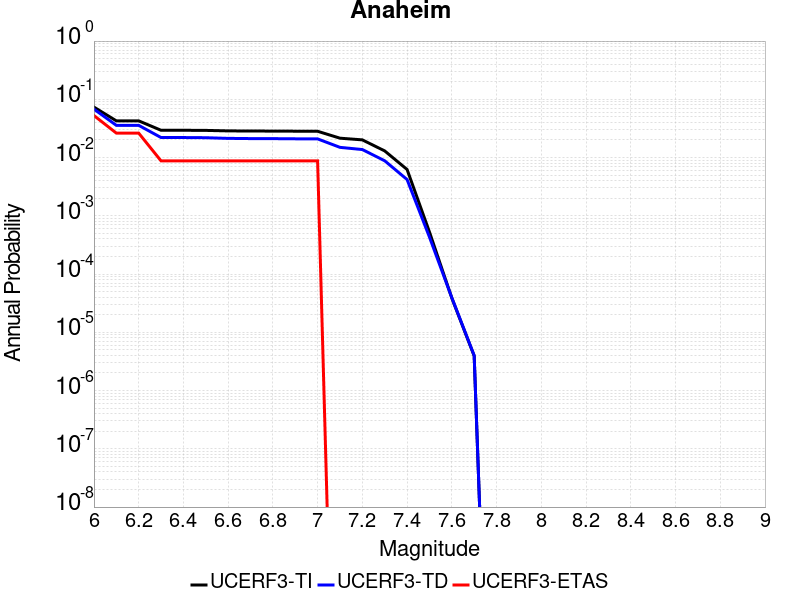 Anaheim
10^0
10^-1
10^-2
10^-3
10^-4
10^-5
10^-6
10^-7
10^-8
Annual Probability
6 6.2 6.4 6.6 6.8 7 7.2 7.4 7.6 7.8 8 8.2 8.4 8.6 8.8 9
Magnitude
UCERF3-TI UCERF3-TD UCERF3-ETAS